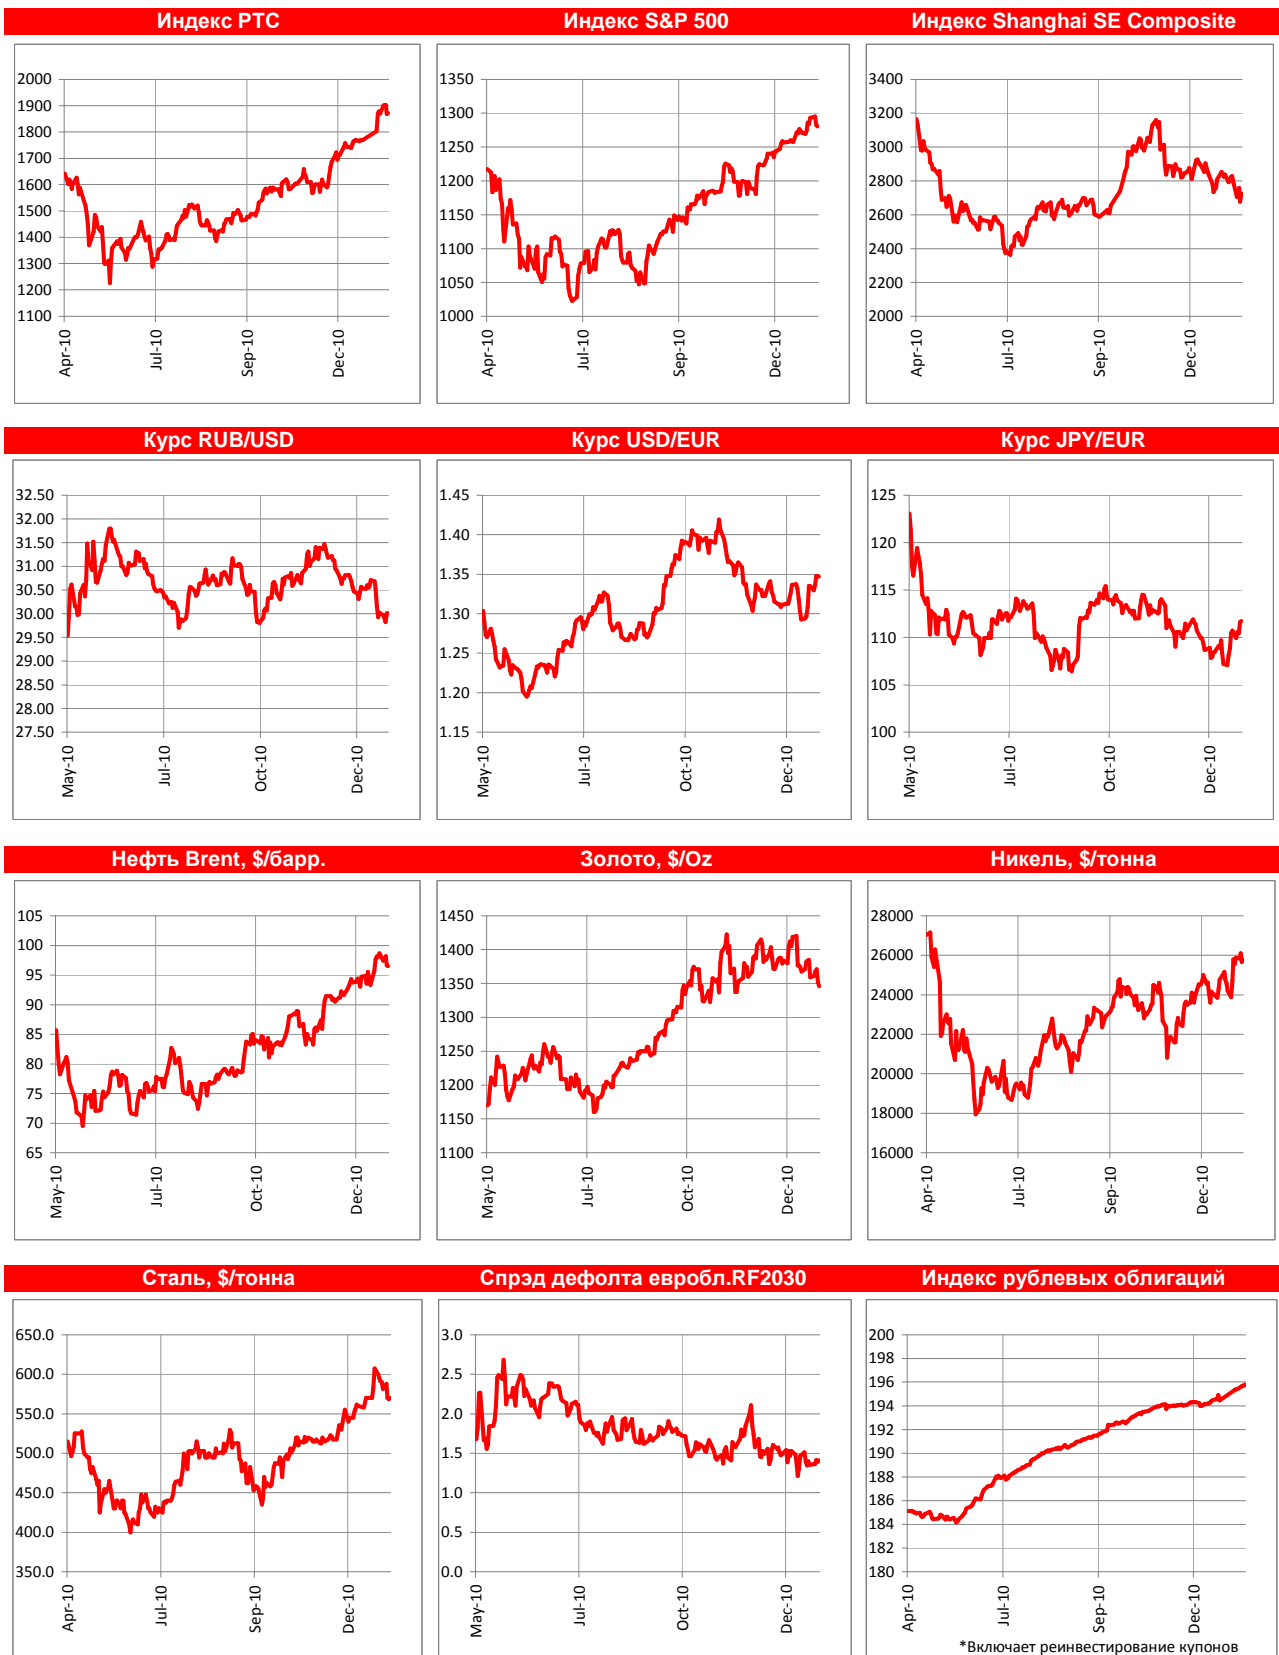 Индекс РТС
Индекс S&P 500
Индекс Shanghai SE Composite
2000
1900
1800
1700
1600
1500
1400
1300
1200
1100
Apr-10
Jul-10
Sep-10
Dec-10
1350
1300
1250
1200
1150
1100
1050
1000
Apr-10
Jul-10
Sep-10
Dec-10
3400
3200
3000
2800
2600
2400
2200
2000
Apr-10
Jul-10
Sep-10
Dec-10
Курс RUB/USD
Курс USD/EUR
Курс JPY/EUR
32.50
32.00
31.50
31.00
30.50
30.00
29.50
29.00
28.50
28.00
27.50
May-10
Jul-10
Oct-10
Dec-10
1.45
1.40
1.35
1.30
1.25
1.20
1.15
May-10
Jul-10
Oct-10
Dec-10
125
120
115
110
105
100
May-10
Jul-10
Oct-10
Dec-10
Нефть Brent, $/барр.
Золото, $/Oz
Никель, $/тонна
105
100
95
90
85
80
75
70
65
May-10
Jul-10
Oct-10
Dec-10
1450
1400
1350
1300
1250
1200
1150
1100
May-10
Jul-10
Oct-10
Dec-10
28000
26000
24000
22000
20000
18000
16000
Apr-10
Jul-10
Sep-10
Dec-10
Сталь, $/тонна
Спрэд дефолта евробл.RF2030
Индекс рублевых облигаций
650.0
600.0
550.0
500.0
450.0
400.0
350.0
Apr-10
Jul-10
Sep-10
Dec-10
3.0
2.5
2.0
1.5
1.0
0.5
0.0
May-10
Jul-10
Oct-10
Dec-10
200
198
196
194
192
190
188
186
184
182
180
Apr-10
Jul-10
Sep-10
Dec-10
*Включает реинвестирование купонов